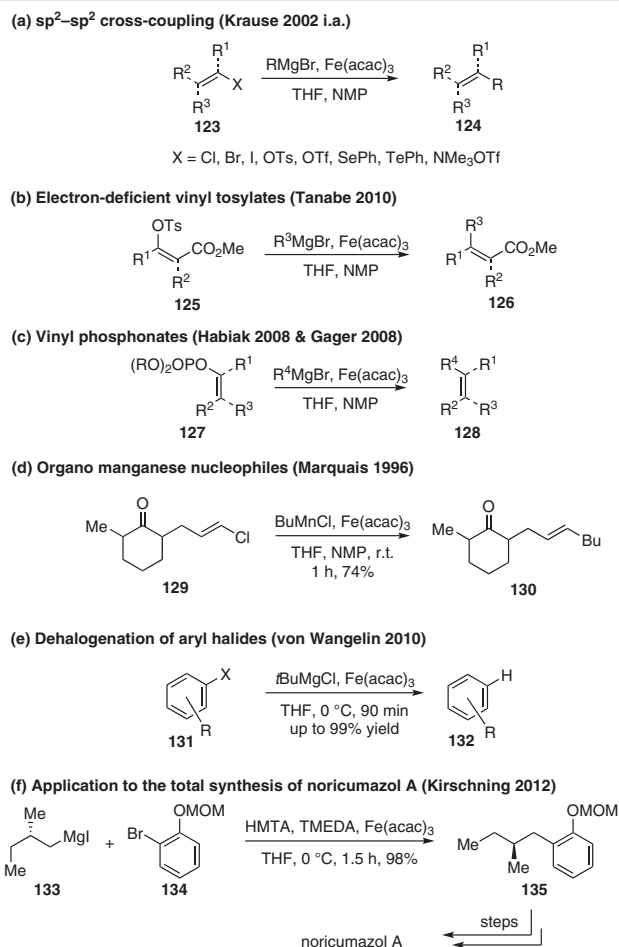 (a) sp²–sp² cross-coupling (Krause 2002 i.a.)
R¹
R²
X
R³
123
RMgBr, Fe(acac)₃
THF, NMP
R¹
R²
R
R³
124
X = Cl, Br, I, OTs, OTf, SePh, TePh, NMe₃OTf
(b) Electron-deficient vinyl tosylates (Tanabe 2010)
OTs
R¹
CO₂Me
R²
125
R³MgBr, Fe(acac)₃
THF, NMP
R³
R¹
CO₂Me
R²
126
(c) Vinyl phosphonates (Habiak 2008 & Gager 2008)
(RO)₂OPO
R¹
R²
R³
127
R⁴MgBr, Fe(acac)₃
THF, NMP
R⁴
R¹
R²
R³
128
(d) Organo manganese nucleophiles (Marquais 1996)
O
Me
Cl
129
BuMnCl, Fe(acac)₃
THF, NMP, r.t.
1 h, 74%
O
Me
Bu
130
(e) Dehalogenation of aryl halides (von Wangelin 2010)
X
R
131
tBuMgCl, Fe(acac)₃
THF, 0 °C, 90 min
up to 99% yield
H
R
132
(f) Application to the total synthesis of noricumazol A (Kirschning 2012)
Me
MgI
Me
133
+
OMOM
Br
134
HMTA, TMEDA, Fe(acac)₃
THF, 0 °C, 1.5 h, 98%
OMOM
Me
Me
135
steps
noricumazol A